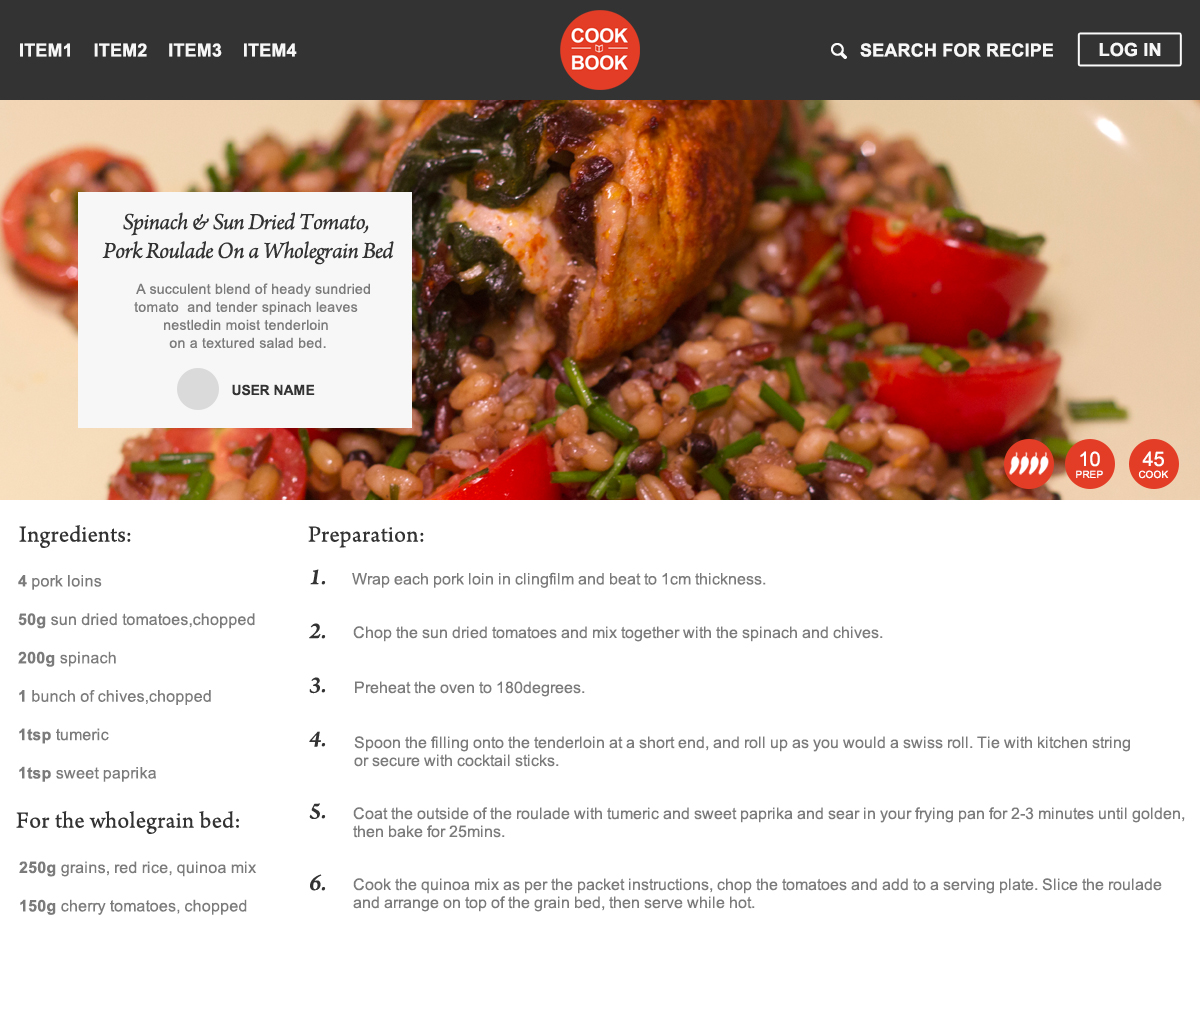 ITEM1 ITEM2 ITEM3 ITEM4
COOK
BOOK
SEARCH FOR RECIPE
LOG IN
Spinach & Sun Dried Tomato,
Pork Roulade On a Wholegrain Bed
A succulent blend of heady sundried
tomato and tender spinach leaves
nestledin moist tenderloin
on a textured salad bed.
USER NAME
10
PREP
45
COOK
Ingredients:
4 pork loins
50g sun dried tomatoes,chopped
200g spinach
1 bunch of chives,chopped
1tsp tumeric
1tsp sweet paprika
For the wholegrain bed:
250g grains, red rice, quinoa mix
150g cherry tomatoes, chopped
Preparation:
1. Wrap each pork loin in clingfilm and beat to 1cm thickness.
2. Chop the sun dried tomatoes and mix together with the spinach and chives.
3. Preheat the oven to 180degrees.
4. Spoon the filling onto the tenderloin at a short end, and roll up as you would a swiss roll. Tie with kitchen string
or secure with cocktail sticks.
5. Coat the outside of the roulade with tumeric and sweet paprika and sear in your frying pan for 2-3 minutes until golden,
then bake for 25mins.
6. Cook the quinoa mix as per the packet instructions, chop the tomatoes and add to a serving plate. Slice the roulade
and arrange on top of the grain bed, then serve while hot.